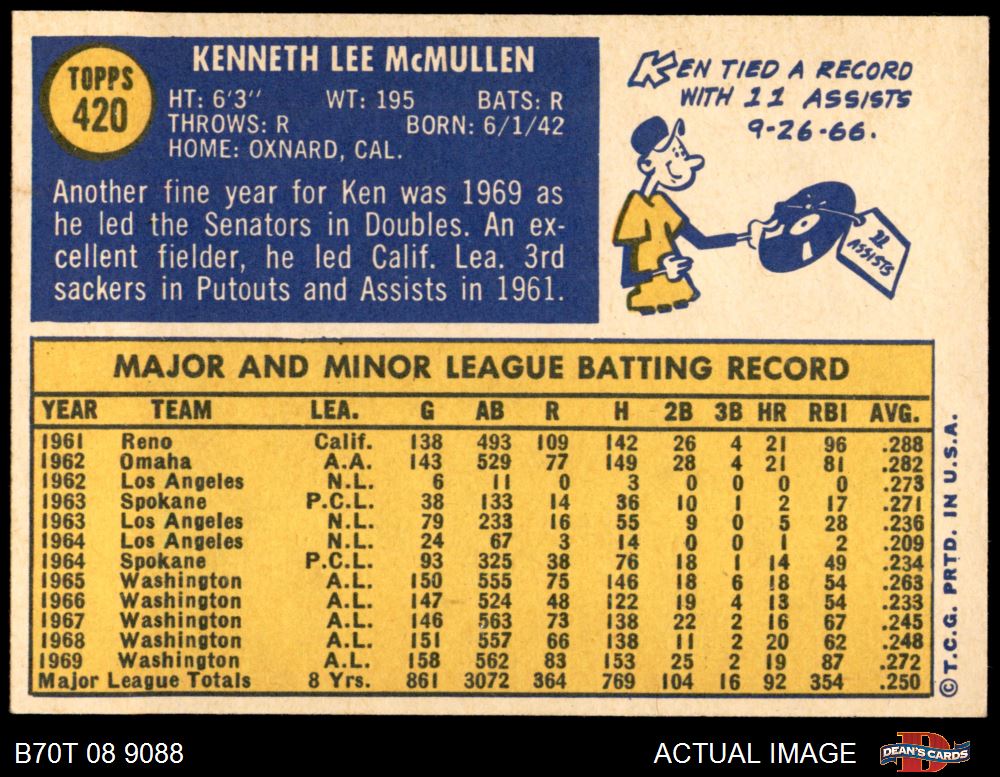 TOPPS
420
KENNETH LEE McMULLEN
HT: 6'3" WT: 195 BATS: R
THROWS: R BORN: 6/1/42
HOME: OXNARD, CAL.
Another fine year for Ken was 1969 as
he led the Senators in Doubles. An ex-
cellent fielder, he led Calif. Lea. 3rd
sackers in Putouts and Assists in 1961.
KEN TIED A RECORD
WITH 11 ASSISTS
9-26-66.
11
ASSISTS
MAJOR AND MINOR LEAGUE BATTING RECORD
YEAR TEAM LEA. G AB R H 2B 3B HR RBI AVG.
1961 Reno Calif. 138 493 109 142 26 4 21 96 .288
1962 Omaha A.A. 143 529 77 149 28 4 21 81 .282
1962 Los Angeles N.L. 6 11 0 3 0 0 0 0 .273
1963 Spokane P.C.L. 38 133 14 36 10 1 2 17 .271
1963 Los Angeles N.L. 79 233 16 55 9 0 5 28 .236
1964 Los Angeles N.L. 24 67 3 14 0 0 1 2 .209
1964 Spokane P.C.L. 93 325 38 76 18 1 14 49 .234
1965 Washington A.L. 150 555 75 146 18 6 18 54 .263
1966 Washington A.L. 147 524 48 122 19 4 13 54 .233
1967 Washington A.L. 146 563 73 138 22 2 16 67 .245
1968 Washington A.L. 151 557 66 138 11 2 20 62 .248
1969 Washington A.L. 158 562 83 153 25 2 19 87 .272
Major League Totals 8 Yrs. 861 3072 364 769 104 16 92 354 .250
© T.C.G. PRTD. IN U.S.A.
B70T 08 9088
ACTUAL IMAGE
D
DEAN'S CARDS